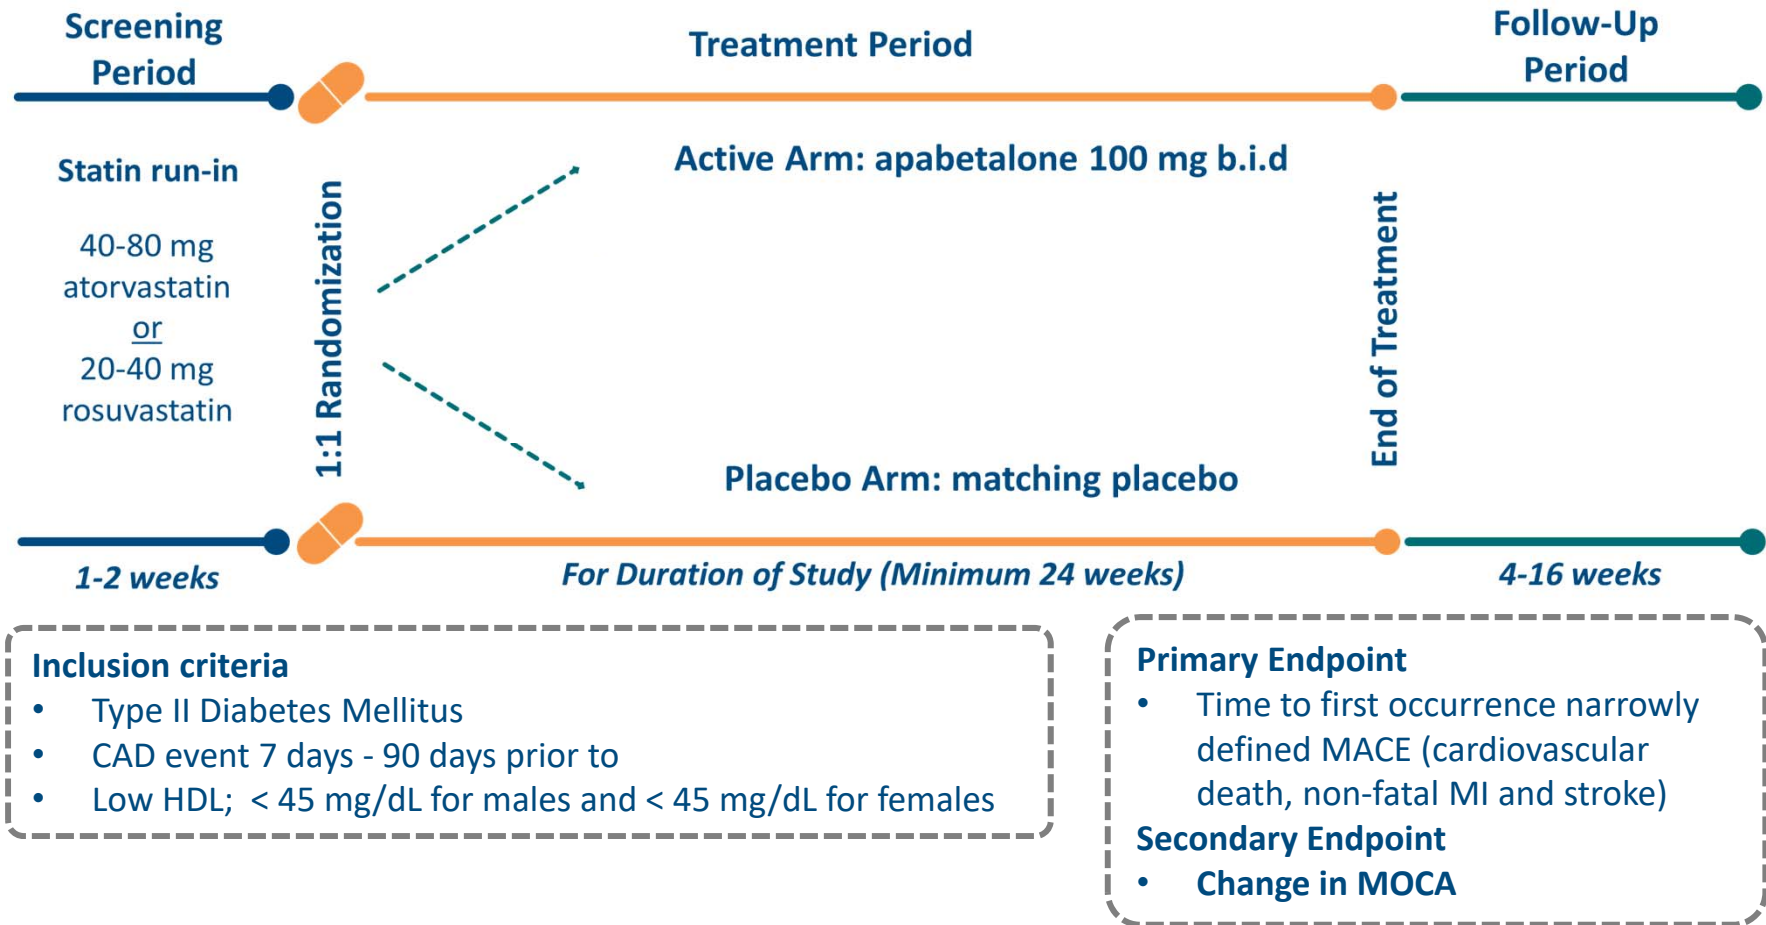 Screening
Period
Treatment Period
Follow-Up
Period
Statin run-in
40-80 mg
atorvastatin
or
20-40 mg
rosuvastatin
1:1 Randomization
Active Arm: apabetalone 100 mg b.i.d
Placebo Arm: matching placebo
End of Treatment
1-2 weeks
For Duration of Study (Minimum 24 weeks)
4-16 weeks
Inclusion criteria
• Type II Diabetes Mellitus
• CAD event 7 days - 90 days prior to
• Low HDL; < 45 mg/dL for males and < 45 mg/dL for females
Primary Endpoint
• Time to first occurrence narrowly
defined MACE (cardiovascular
death, non-fatal MI and stroke)
Secondary Endpoint
• Change in MOCA